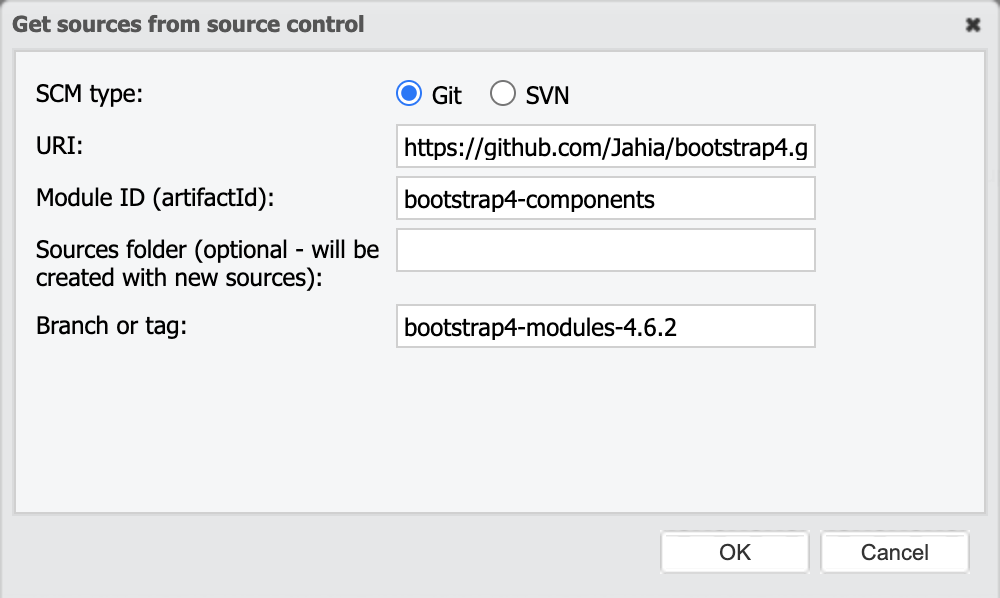 Get sources from source control
SCM type:
Git
SVN
URI:
https://github.com/Jahia/bootstrap4.g
Module ID (artifactId):
bootstrap4-components
Sources folder (optional - will be
created with new sources):
Branch or tag:
bootstrap4-modules-4.6.2
OK
Cancel